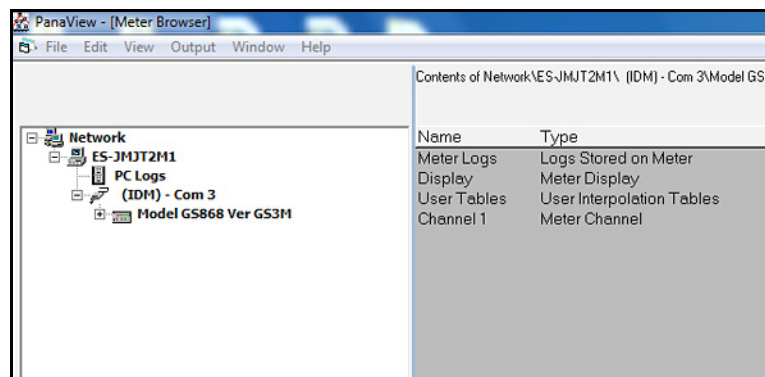 PanaView - [Meter Browser]
File Edit View Output Window Help
Contents of Network\ES-JMJT2M1\ (IDM) - Com 3\Model GS
Network
ES-JMJT2M1
PC Logs
(IDM) - Com 3
Model GS868 Ver GS3M
Name Type
Meter Logs Logs Stored on Meter
Display Meter Display
User Tables User Interpolation Tables
Channel 1 Meter Channel